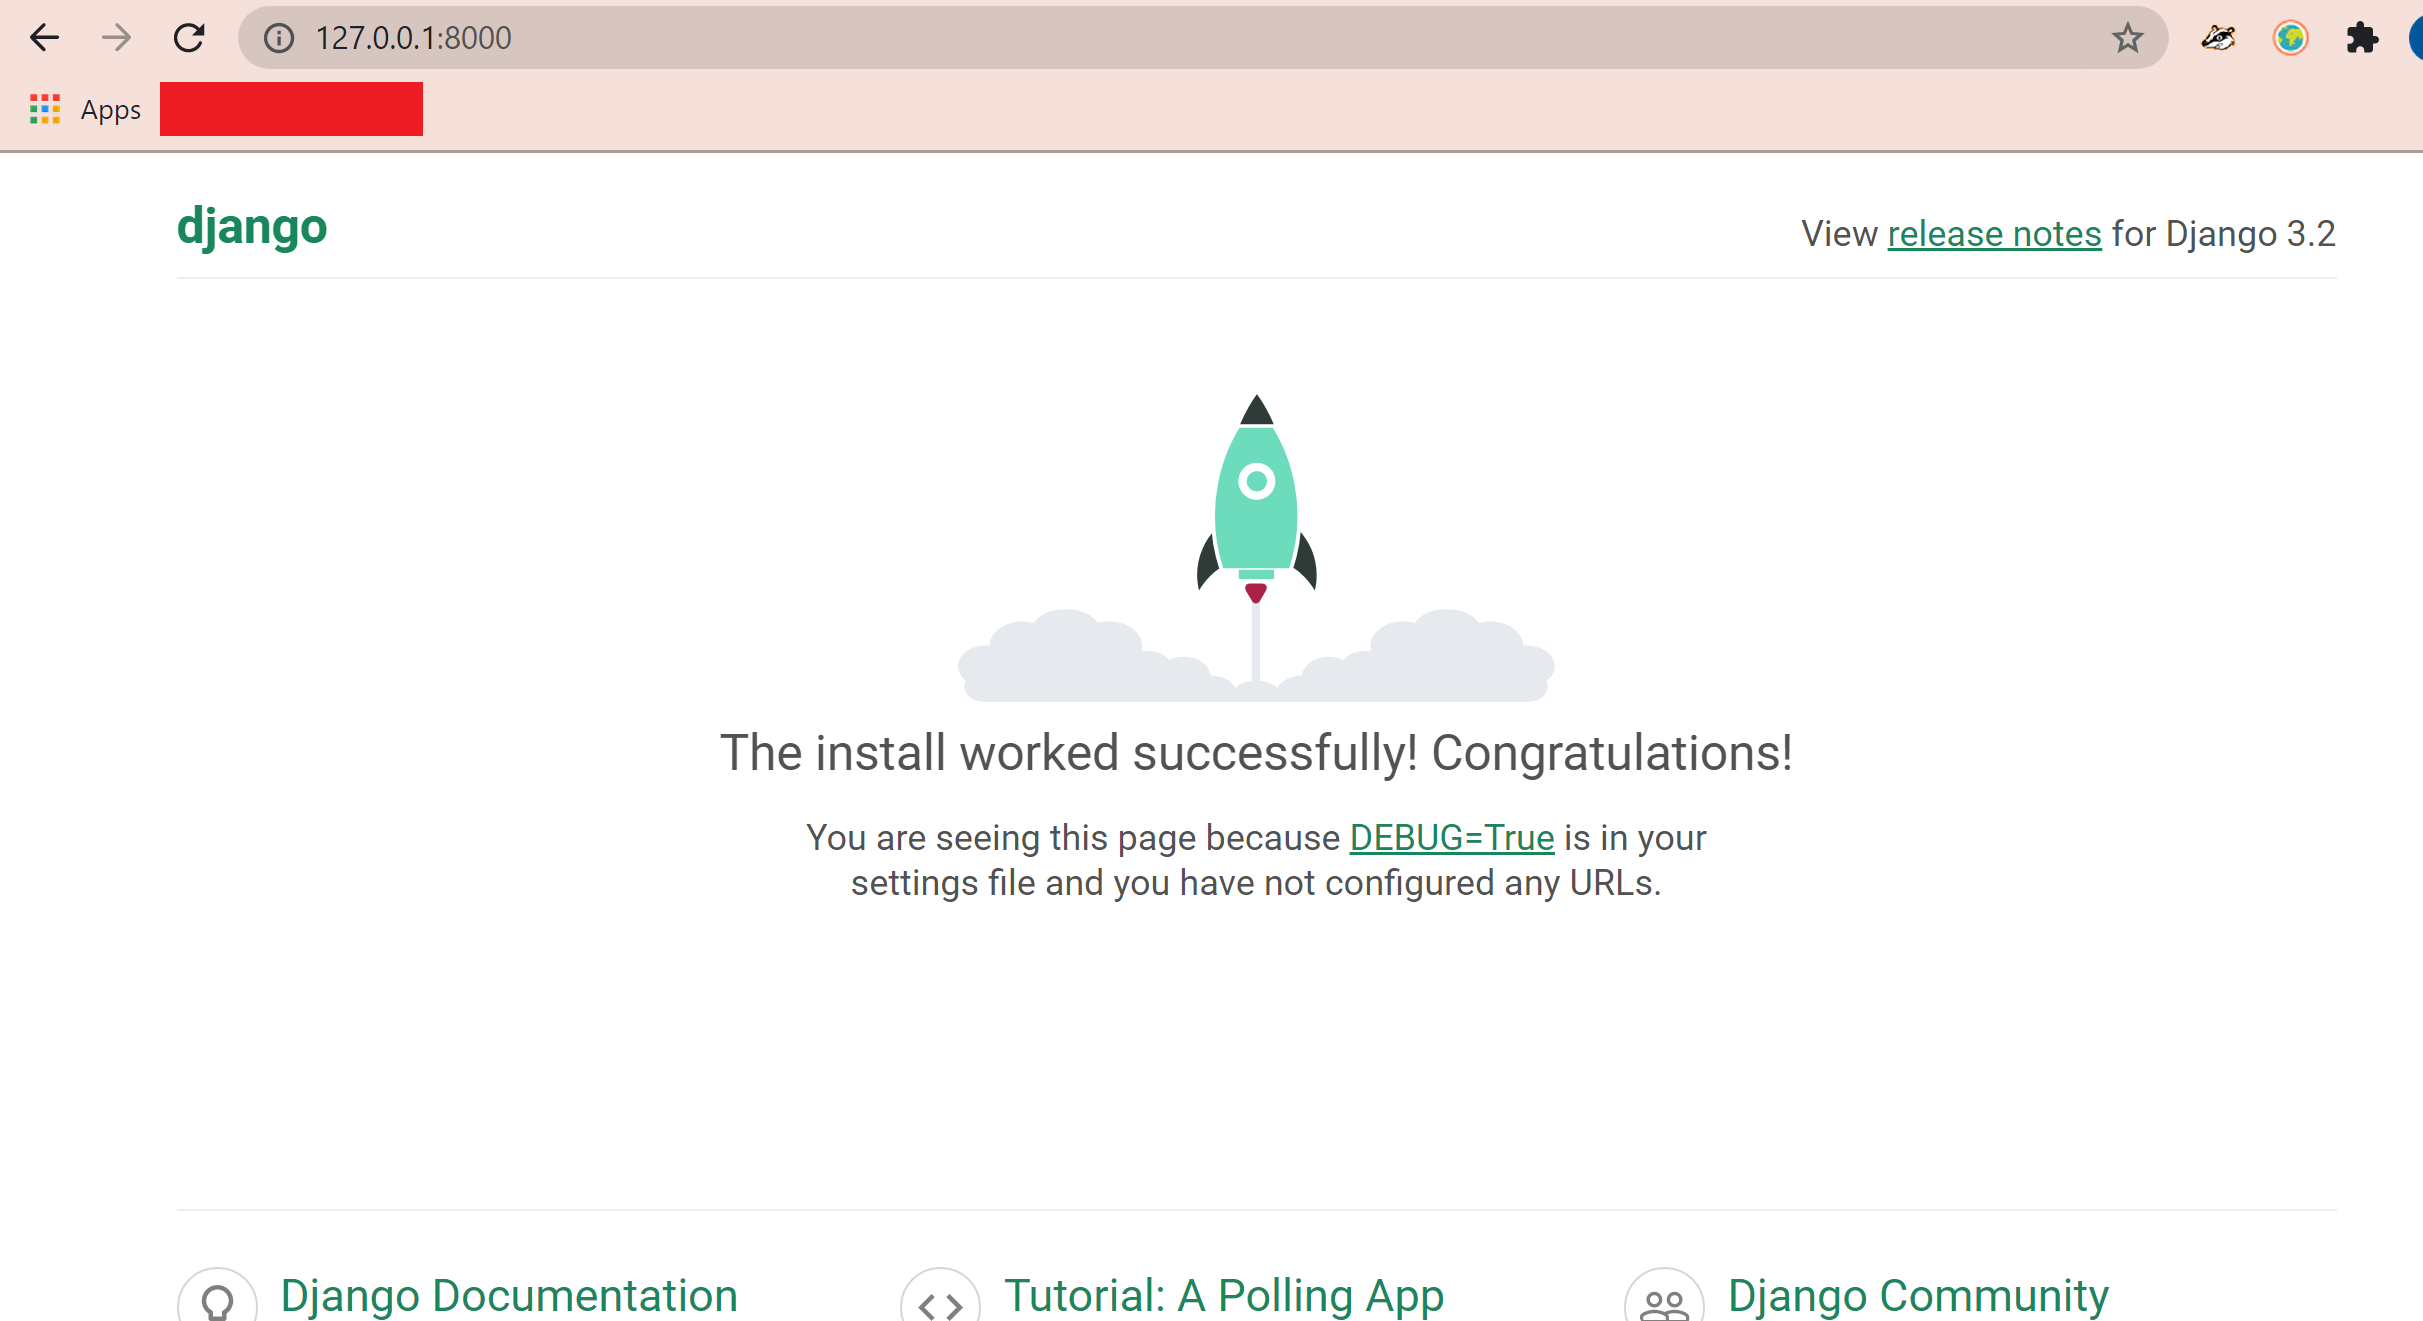 127.0.0.1:8000
Apps
django
View release notes for Django 3.2
The install worked successfully! Congratulations!
You are seeing this page because DEBUG=True is in your
settings file and you have not configured any URLs.
Django Documentation
Tutorial: A Polling App
Django Community